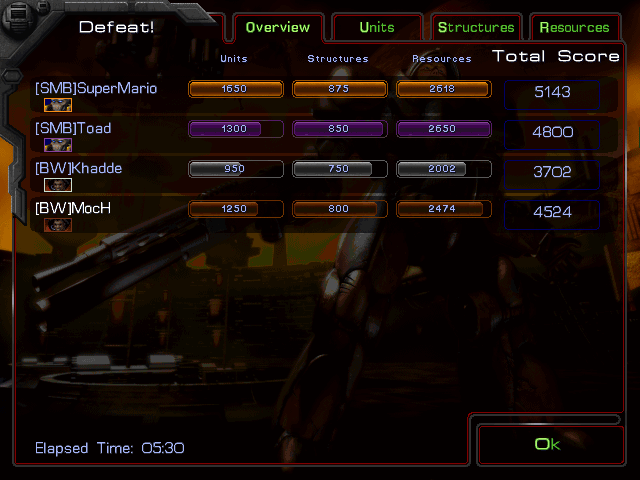 Defeat! Overview Units Structures Resources
Units Structures Resources Total Score
[SMB]SuperMario 1650 875 2618 5143
[SMB]Toad 1300 850 2650 4800
[BW]Khadde 950 750 2002 3702
[BW]MocH 1250 800 2474 4524
Elapsed Time: 05:30 Ok